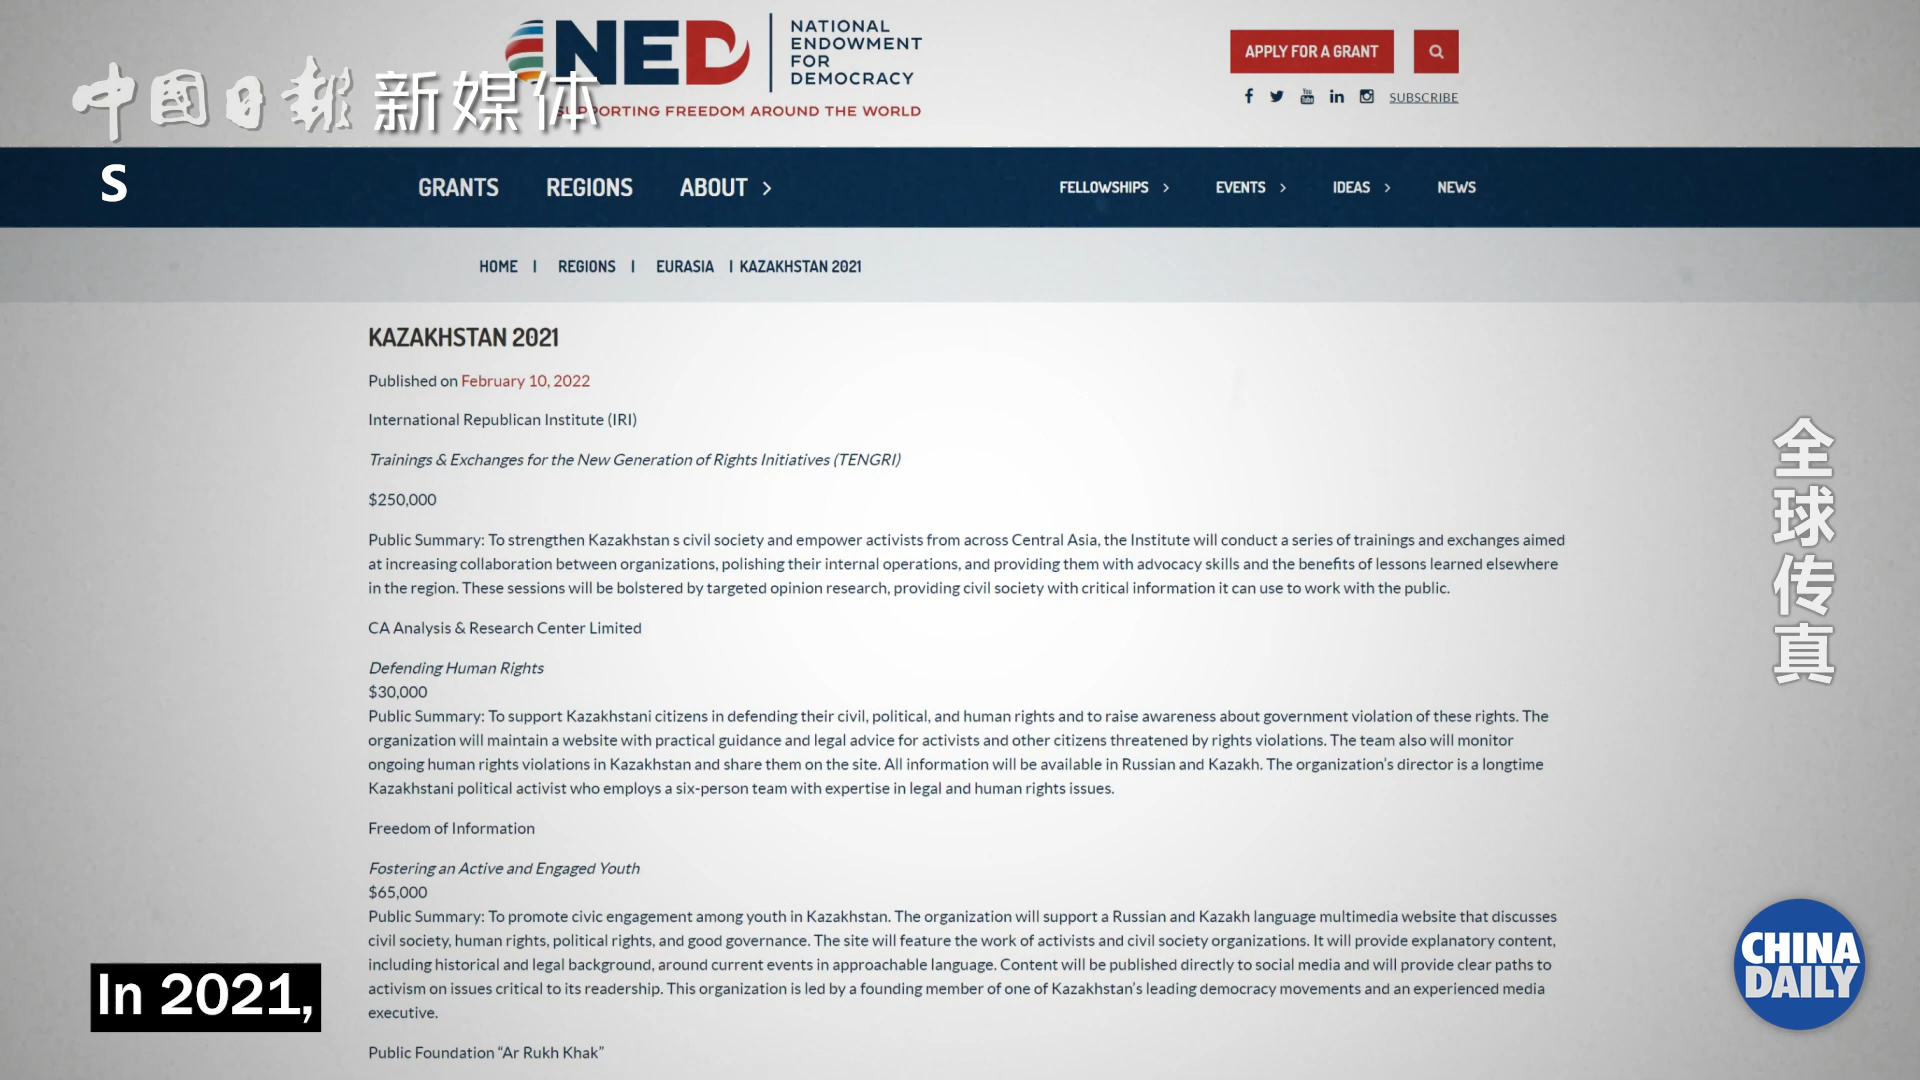 NED
NATIONAL
ENDOWMENT
FOR
DEMOCRACY
SUPPORTING FREEDOM AROUND THE WORLD
APPLY FOR A GRANT
SUBSCRIBE
中國日報 新媒体
S
GRANTS REGIONS ABOUT >
FELLOWSHIPS > EVENTS > IDEAS > NEWS
HOME | REGIONS | EURASIA | KAZAKHSTAN 2021
KAZAKHSTAN 2021
Published on February 10, 2022
International Republican Institute (IRI)
Trainings & Exchanges for the New Generation of Rights Initiatives (TENGRI)
$250,000
Public Summary: To strengthen Kazakhstan s civil society and empower activists from across Central Asia, the Institute will conduct a series of trainings and exchanges aimed
at increasing collaboration between organizations, polishing their internal operations, and providing them with advocacy skills and the benefits of lessons learned elsewhere
in the region. These sessions will be bolstered by targeted opinion research, providing civil society with critical information it can use to work with the public.
CA Analysis & Research Center Limited
Defending Human Rights
$30,000
Public Summary: To support Kazakhstani citizens in defending their civil, political, and human rights and to raise awareness about government violation of these rights. The
organization will maintain a website with practical guidance and legal advice for activists and other citizens threatened by rights violations. The team also will monitor
ongoing human rights violations in Kazakhstan and share them on the site. All information will be available in Russian and Kazakh. The organization’s director is a longtime
Kazakhstani political activist who employs a six-person team with expertise in legal and human rights issues.
Freedom of Information
Fostering an Active and Engaged Youth
$65,000
Public Summary: To promote civic engagement among youth in Kazakhstan. The organization will support a Russian and Kazakh language multimedia website that discusses
civil society, human rights, political rights, and good governance. The site will feature the work of activists and civil society organizations. It will provide explanatory content,
including historical and legal background, around current events in approachable language. Content will be published directly to social media and will provide clear paths to
activism on issues critical to its readership. This organization is led by a founding member of one of Kazakhstan’s leading democracy movements and an experienced media
executive.
Public Foundation “Ar Rukh Khak”
全球传真
In 2021,
CHINA
DAILY